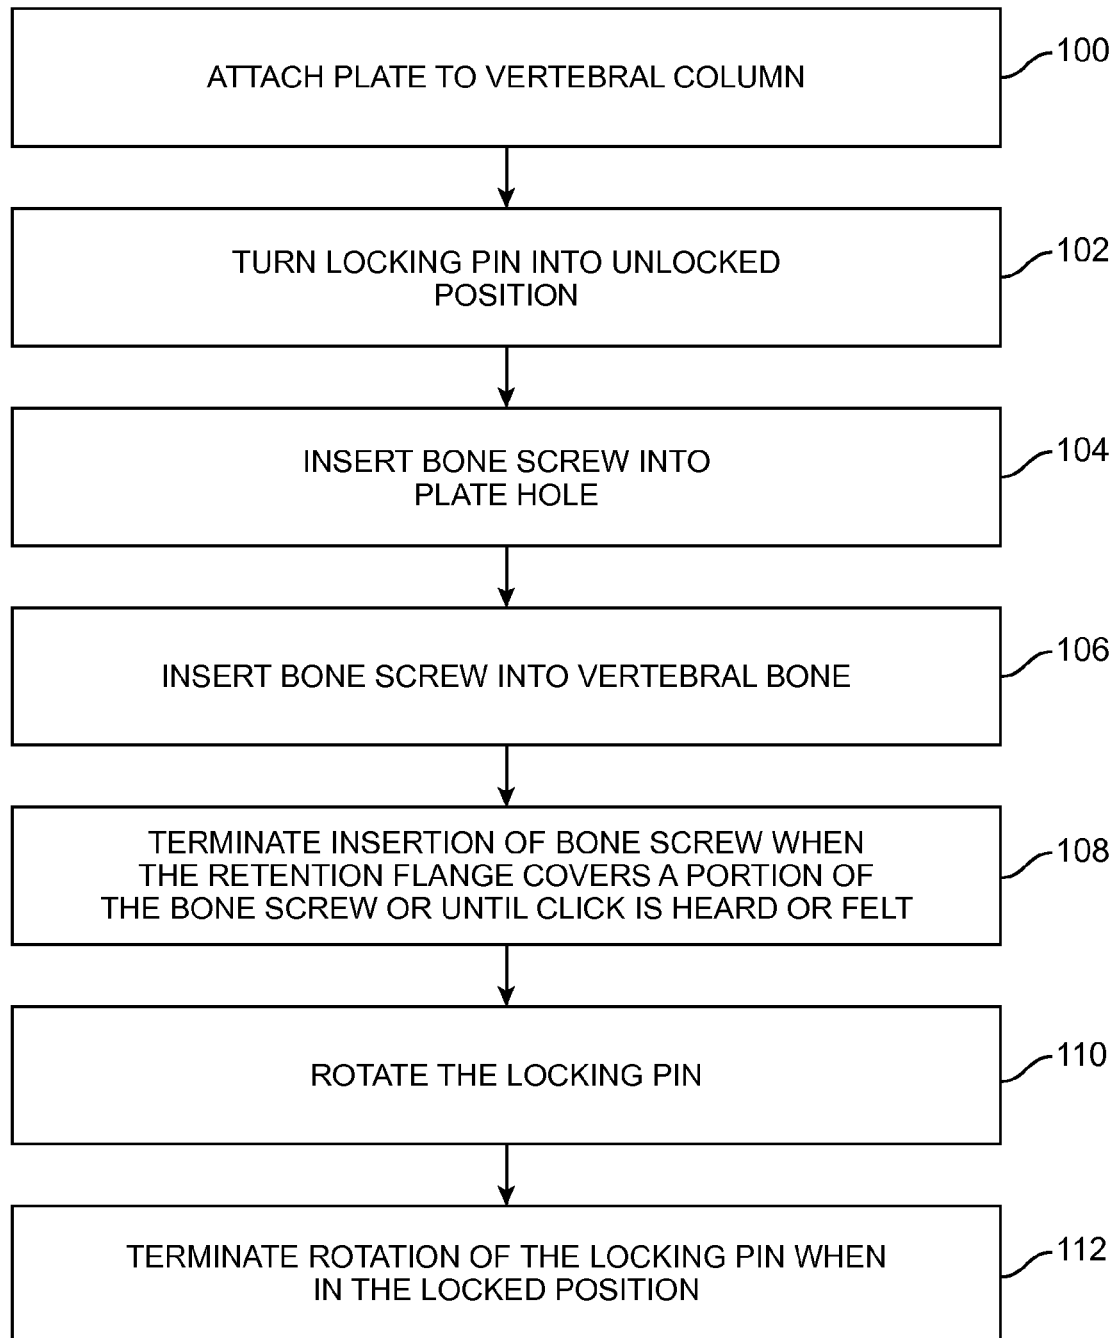 ATTACH PLATE TO VERTEBRAL COLUMN
100
TURN LOCKING PIN INTO UNLOCKED
POSITION
102
INSERT BONE SCREW INTO
PLATE HOLE
104
INSERT BONE SCREW INTO VERTEBRAL BONE
106
TERMINATE INSERTION OF BONE SCREW WHEN
THE RETENTION FLANGE COVERS A PORTION OF
THE BONE SCREW OR UNTIL CLICK IS HEARD OR FELT
108
ROTATE THE LOCKING PIN
110
TERMINATE ROTATION OF THE LOCKING PIN WHEN
IN THE LOCKED POSITION
112